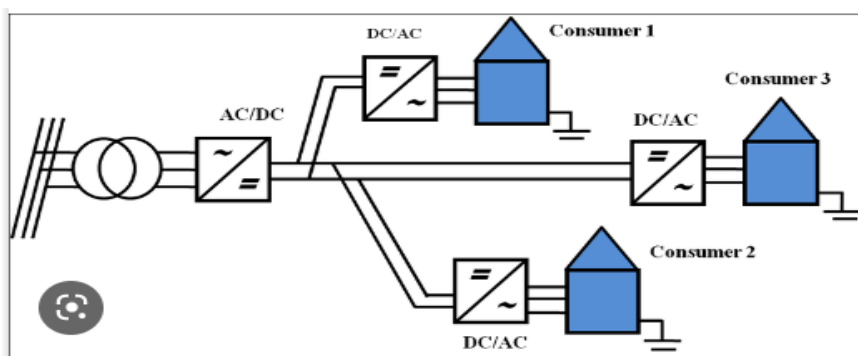 DC/AC
Consumer 1
Consumer 3
AC/DC
DC/AC
Consumer 2
DC/AC